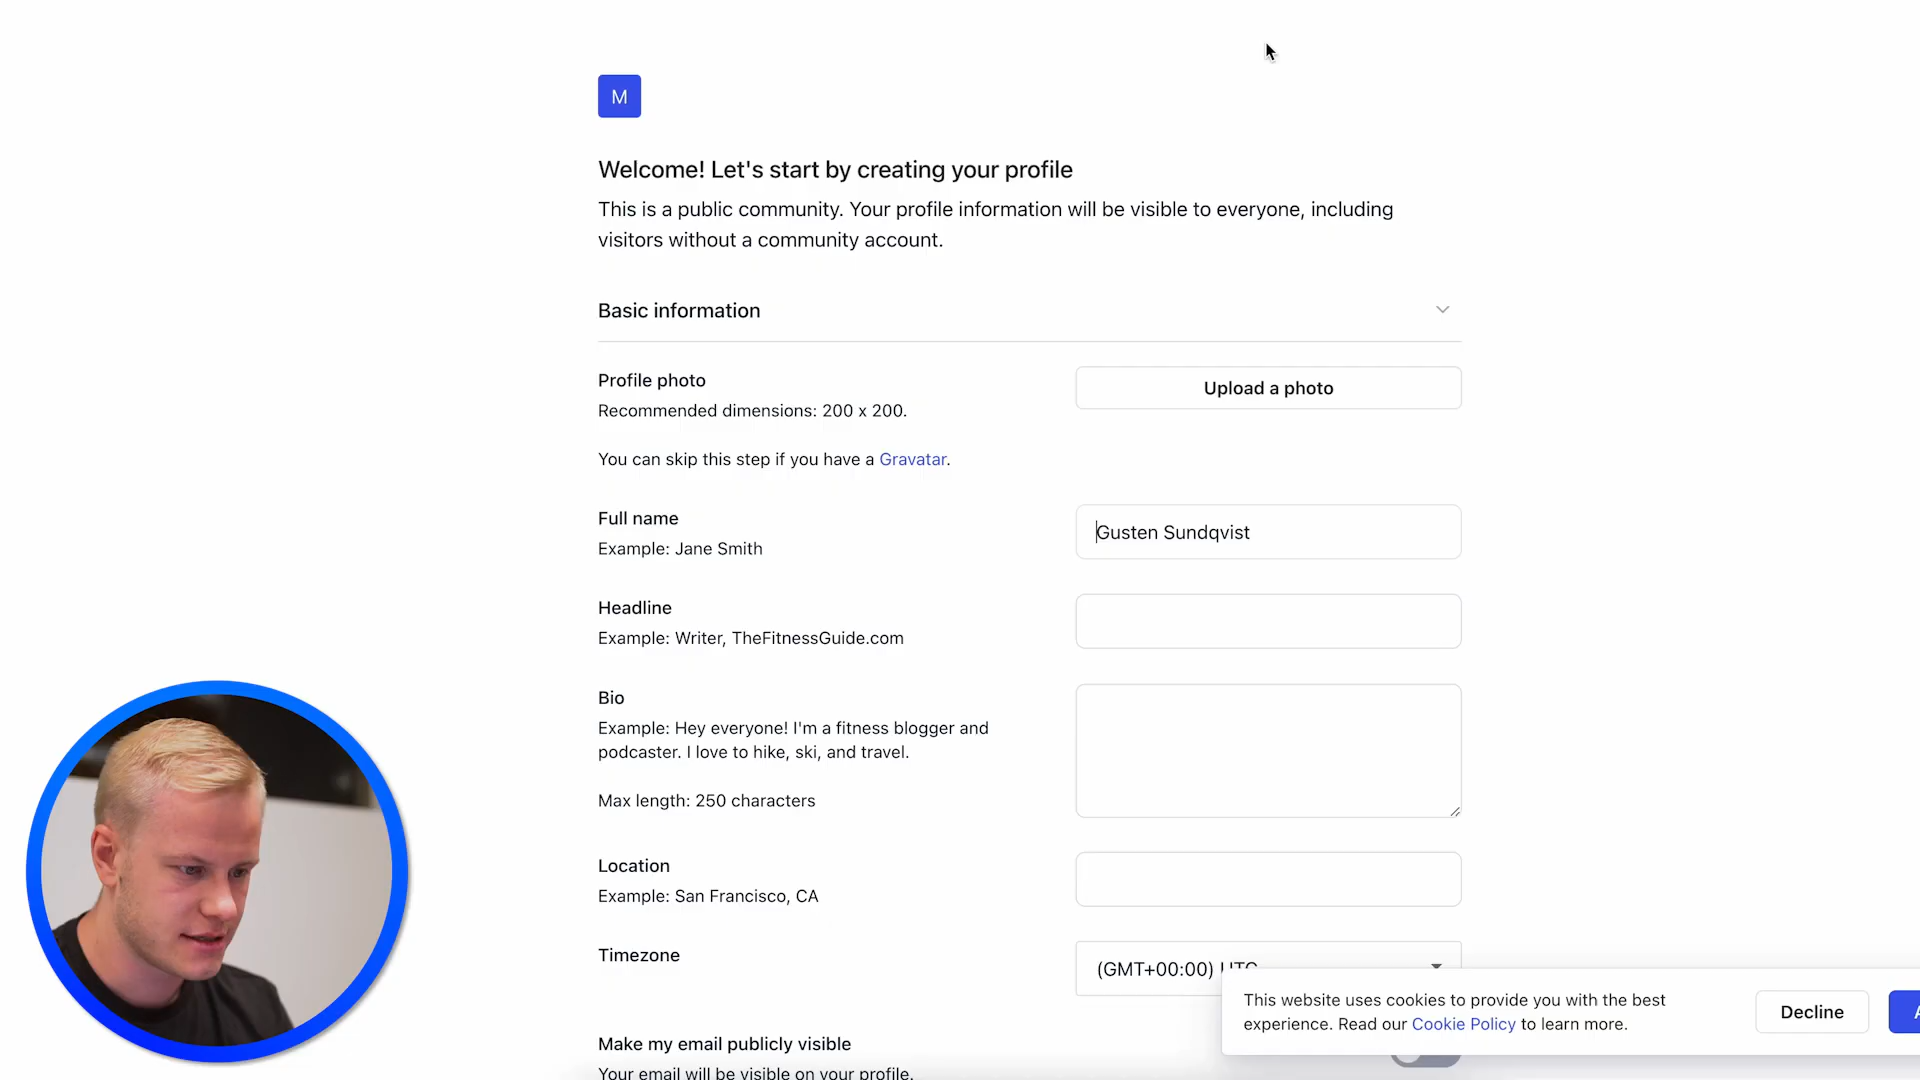 M
Welcome! Let's start by creating your profile
This is a public community. Your profile information will be visible to everyone, including
visitors without a community account.
Basic information
Profile photo
Recommended dimensions: 200 x 200.
You can skip this step if you have a Gravatar.
Upload a photo
Full name
Example: Jane Smith
Gusten Sundqvist
Headline
Example: Writer, TheFitnessGuide.com
Bio
Example: Hey everyone! I'm a fitness blogger and
podcaster. I love to hike, ski, and travel.
Max length: 250 characters
Location
Example: San Francisco, CA
Timezone
(GMT+00:00) UTC
This website uses cookies to provide you with the best
experience. Read our Cookie Policy to learn more.
Decline
Make my email publicly visible
Your email will be visible on your profile.